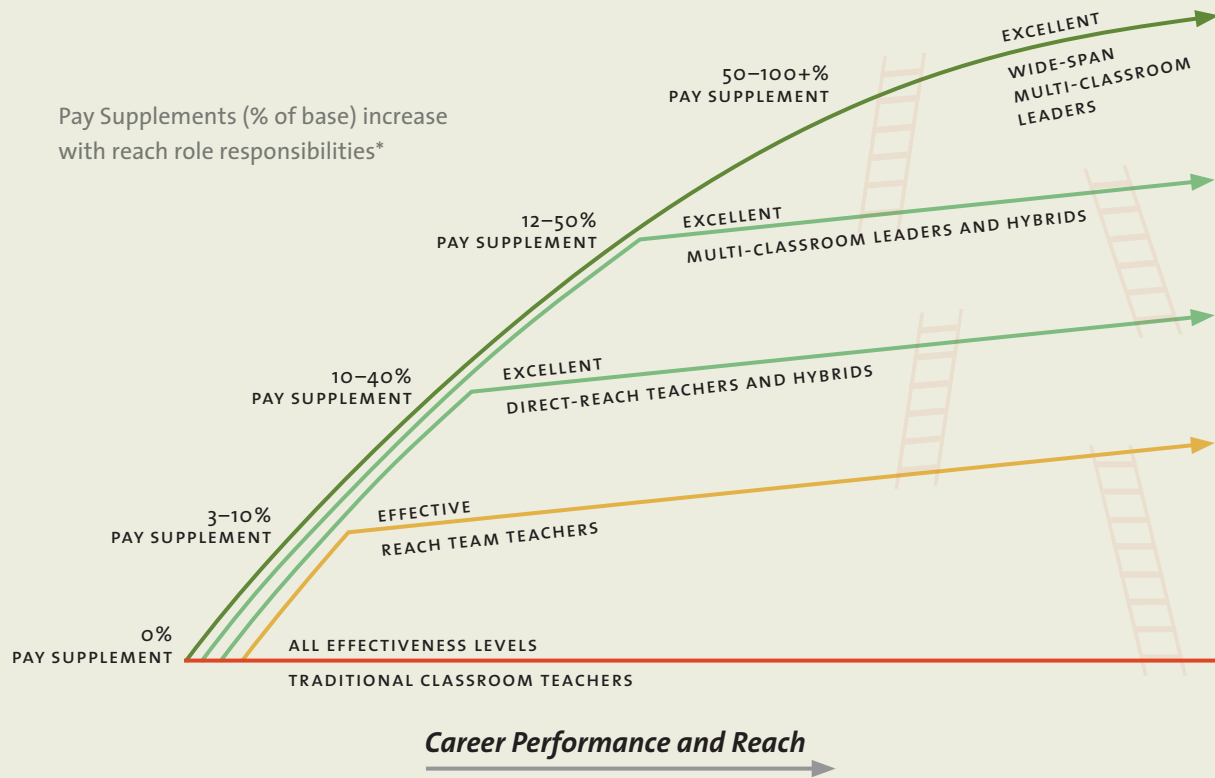 EXCELLENT
WIDE-SPAN
MULTI-CLASSROOM
LEADERS
50–100+%
PAY SUPPLEMENT
Pay Supplements (% of base) increase
with reach role responsibilities*
12–50%
PAY SUPPLEMENT
EXCELLENT
MULTI-CLASSROOM LEADERS AND HYBRIDS
10–40%
PAY SUPPLEMENT
EXCELLENT
DIRECT-REACH TEACHERS AND HYBRIDS
3–10%
PAY SUPPLEMENT
EFFECTIVE
REACH TEAM TEACHERS
0%
PAY SUPPLEMENT
ALL EFFECTIVENESS LEVELS
TRADITIONAL CLASSROOM TEACHERS
Career Performance and Reach